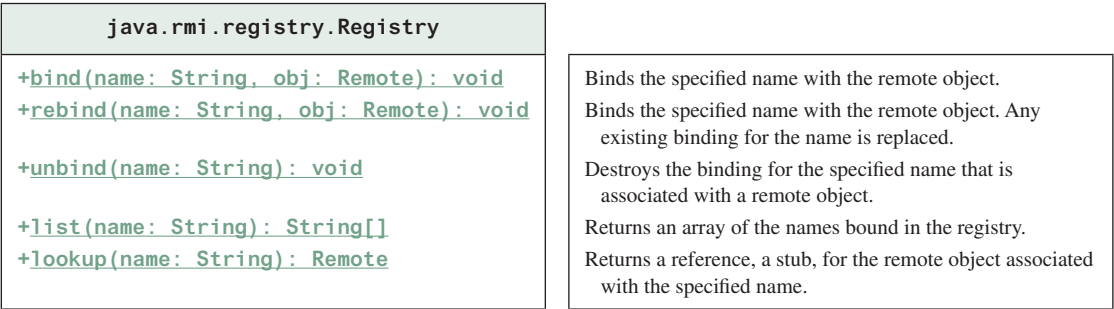 java.rmi.registry.Registry
+bind(name: String, obj: Remote): void
Binds the specified name with the remote object.
+rebind(name: String, obj: Remote): void
Binds the specified name with the remote object. Any
existing binding for the name is replaced.
+unbind(name: String): void
Destroys the binding for the specified name that is
associated with a remote object.
+list(name: String): String[]
Returns an array of the names bound in the registry.
+lookup(name: String): Remote
Returns a reference, a stub, for the remote object associated
with the specified name.